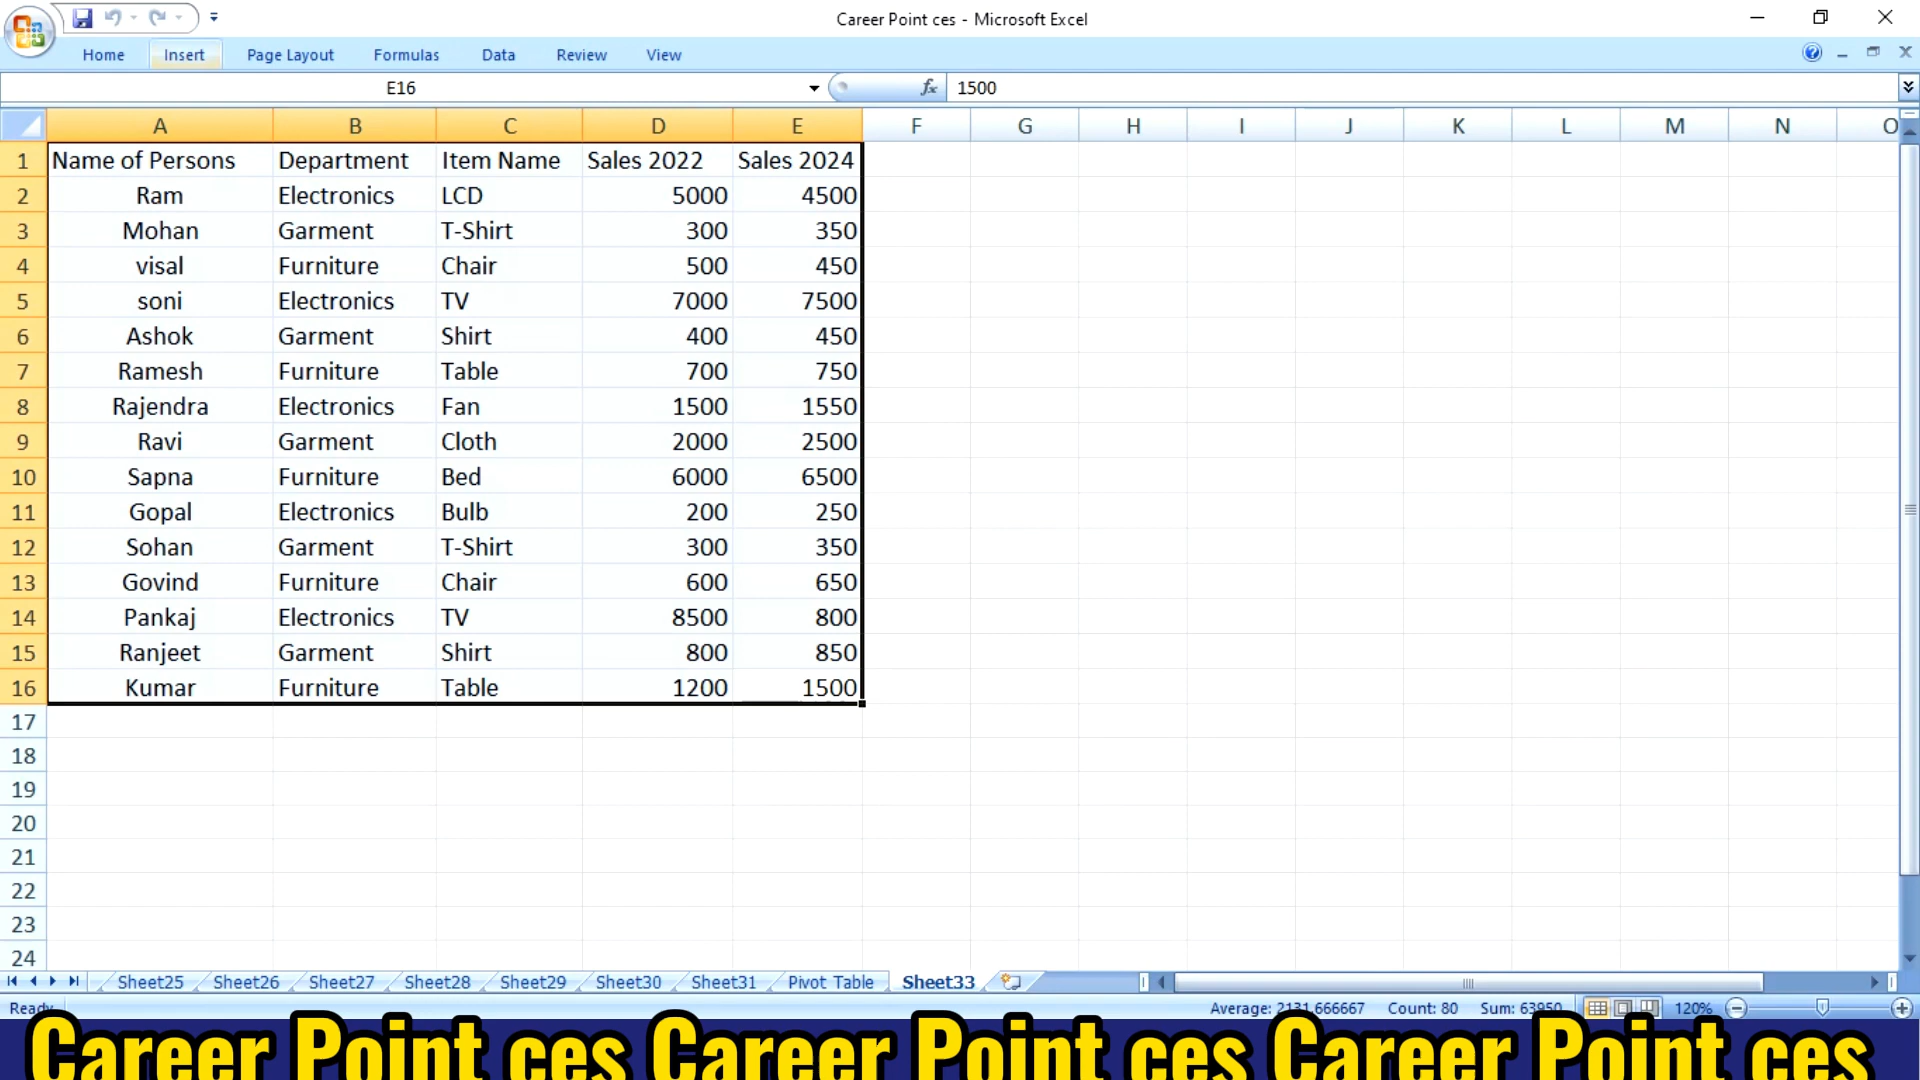 Career Point ces - Microsoft Excel
Home Insert Page Layout Formulas Data Review View
E16 fx 1500
A B C D E F G H I J K L M N O
1 Name of Persons Department Item Name Sales 2022 Sales 2024
2 Ram Electronics LCD 5000 4500
3 Mohan Garment T-Shirt 300 350
4 visal Furniture Chair 500 450
5 soni Electronics TV 7000 7500
6 Ashok Garment Shirt 400 450
7 Ramesh Furniture Table 700 750
8 Rajendra Electronics Fan 1500 1550
9 Ravi Garment Cloth 2000 2500
10 Sapna Furniture Bed 6000 6500
11 Gopal Electronics Bulb 200 250
12 Sohan Garment T-Shirt 300 350
13 Govind Furniture Chair 600 650
14 Pankaj Electronics TV 8500 800
15 Ranjeet Garment Shirt 800 850
16 Kumar Furniture Table 1200 1500
17
18
19
20
21
22
23
24
Sheet25 Sheet26 Sheet27 Sheet28 Sheet29 Sheet30 Sheet31 Pivot Table Sheet33
Ready Average: 2131.666667 Count: 80 Sum: 63950 120%
Career Point ces Career Point ces Career Point ces